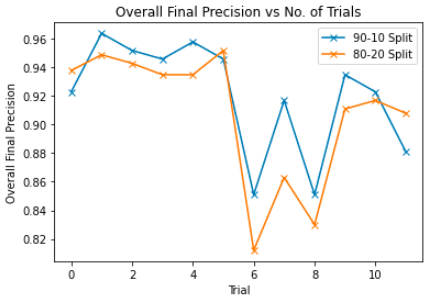 Overall Final Precision vs No. of Trials
90-10 Split
80-20 Split
0.96
0.94
0.92
0.90
0.88
0.86
0.84
0.82
Overall Final Precision
0 2 4 6 8 10
Trial